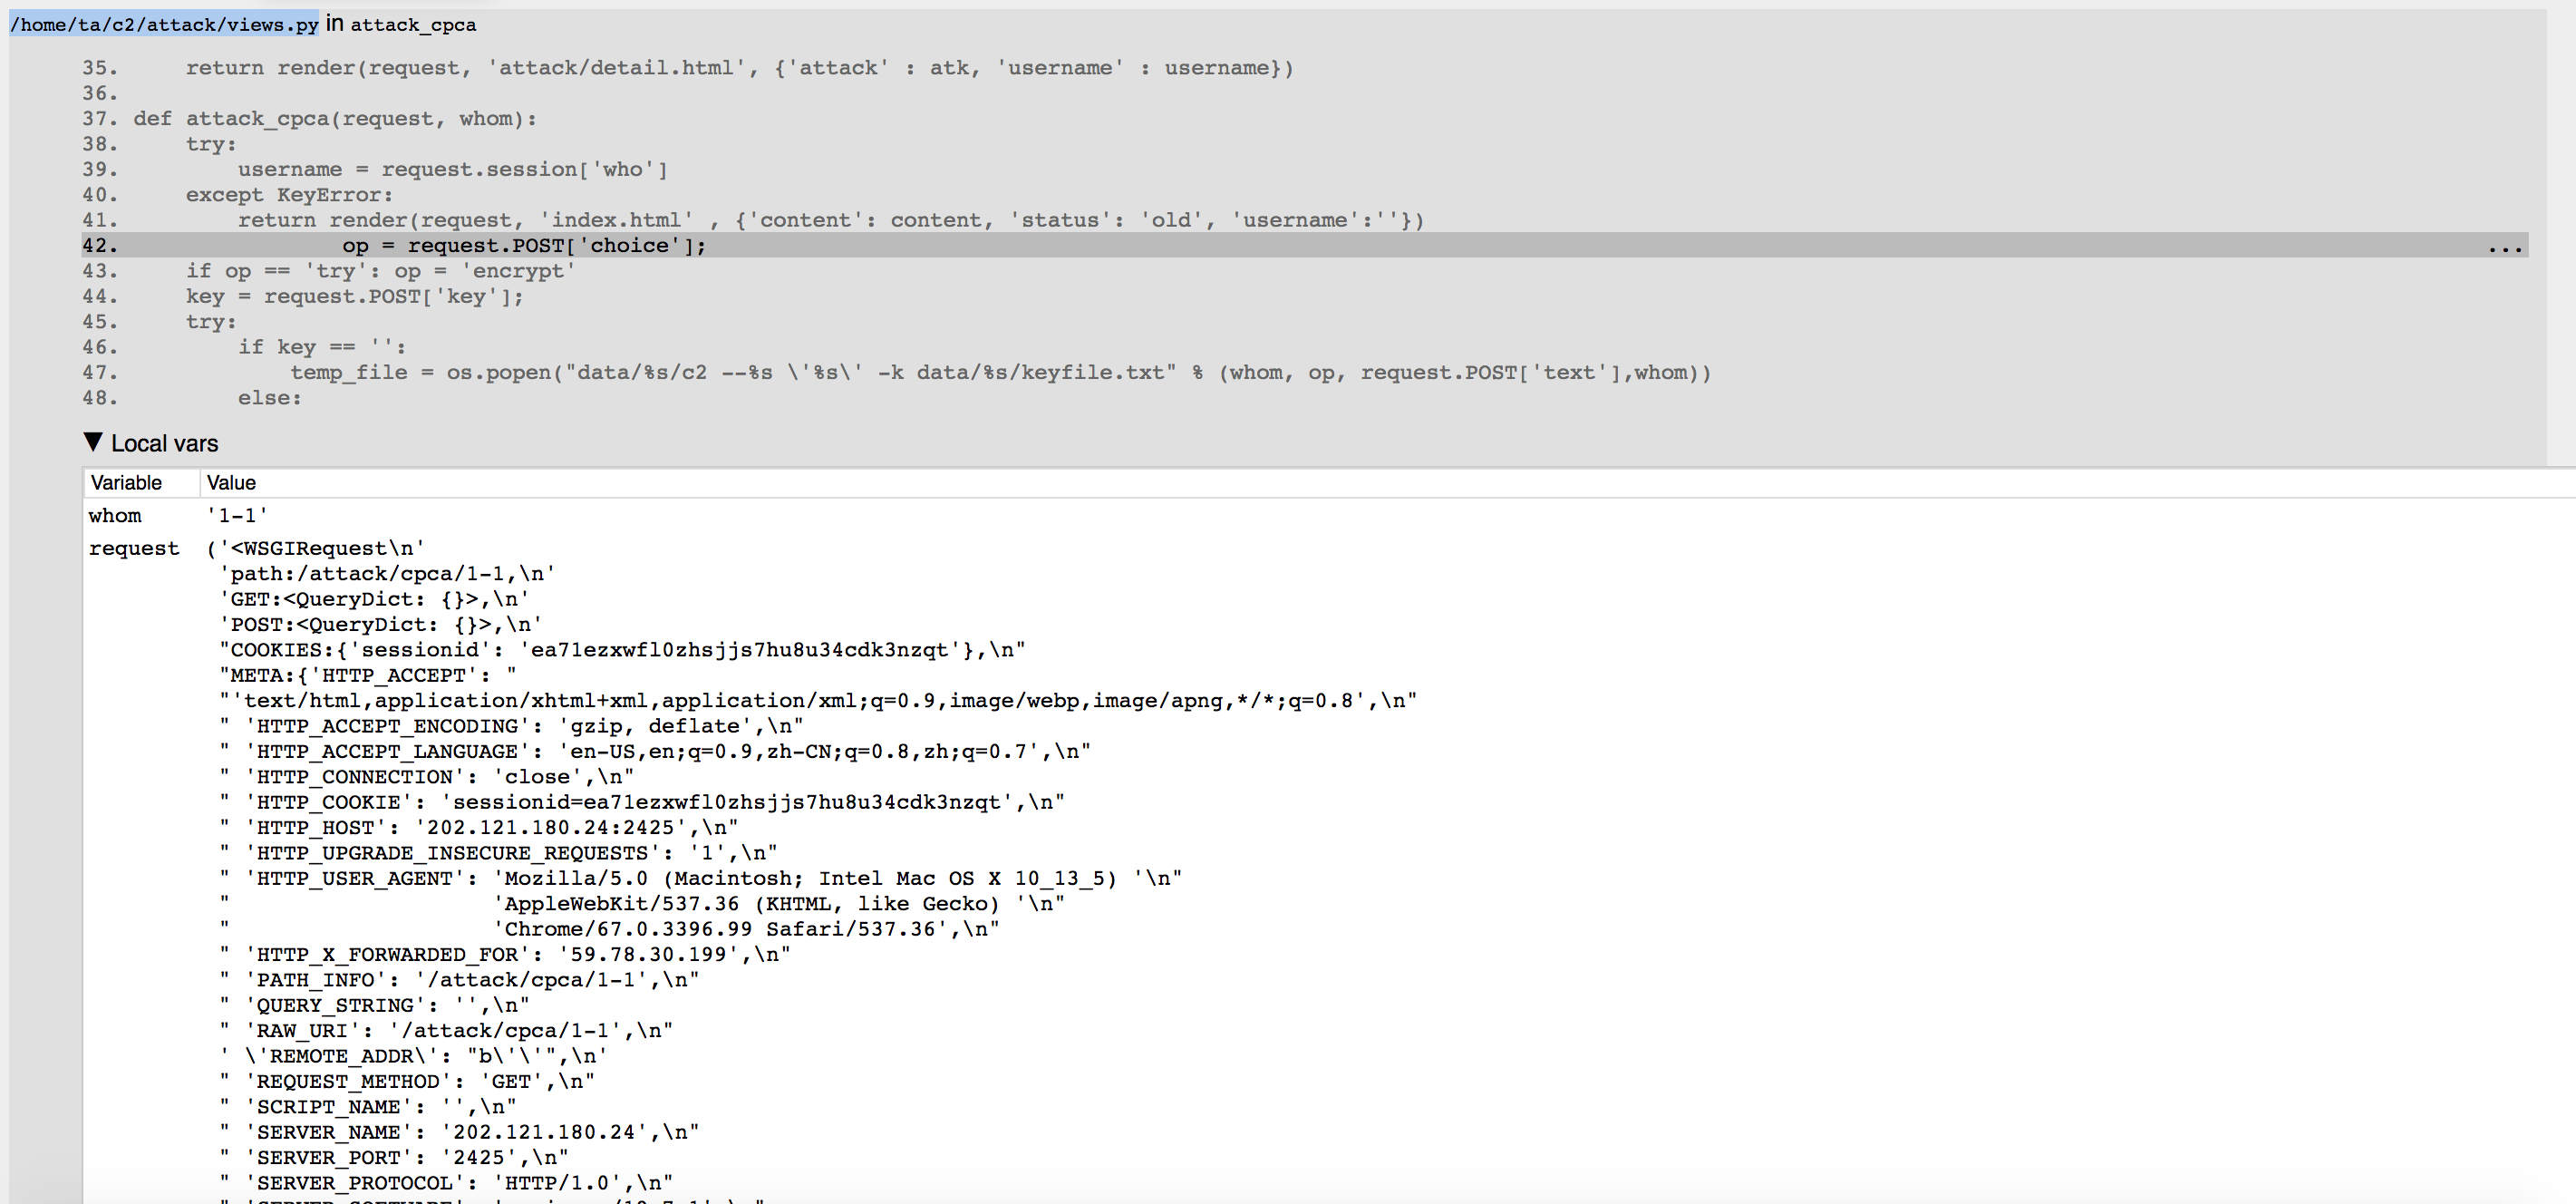 /home/ta/c2/attack/views.py in attack_cpca
35. return render(request, 'attack/detail.html', {'attack' : atk, 'username' : username})
36.
37. def attack_cpca(request, whom):
38. try:
39. username = request.session['who']
40. except KeyError:
41. return render(request, 'index.html' , {'content': content, 'status': 'old', 'username':''})
42. op = request.POST['choice']; ...
43. if op == 'try': op = 'encrypt'
44. key = request.POST['key'];
45. try:
46. if key == '':
47. temp_file = os.popen("data/%s/c2 --%s \'%s\' -k data/%s/keyfile.txt" % (whom, op, request.POST['text'],whom))
48. else:
▼ Local vars
Variable Value
whom '1-1'
request ('<WSGIRequest\n'
'path:/attack/cpca/1-1,\n'
'GET:<QueryDict: {}>,\n'
'POST:<QueryDict: {}>,\n'
"COOKIES:{'sessionid': 'ea71ezxwfl0zhsjjs7hu8u34cdk3nzqt'},\n"
"META:{'HTTP_ACCEPT': "
"'text/html,application/xhtml+xml,application/xml;q=0.9,image/webp,image/apng,*/*;q=0.8',\n"
" 'HTTP_ACCEPT_ENCODING': 'gzip, deflate',\n"
" 'HTTP_ACCEPT_LANGUAGE': 'en-US,en;q=0.9,zh-CN;q=0.8,zh;q=0.7',\n"
" 'HTTP_CONNECTION': 'close',\n"
" 'HTTP_COOKIE': 'sessionid=ea71ezxwfl0zhsjjs7hu8u34cdk3nzqt',\n"
" 'HTTP_HOST': '202.121.180.24:2425',\n"
" 'HTTP_UPGRADE_INSECURE_REQUESTS': '1',\n"
" 'HTTP_USER_AGENT': 'Mozilla/5.0 (Macintosh; Intel Mac OS X 10_13_5) '\n"
" 'AppleWebKit/537.36 (KHTML, like Gecko) '\n"
" 'Chrome/67.0.3396.99 Safari/537.36',\n"
" 'HTTP_X_FORWARDED_FOR': '59.78.30.199',\n"
" 'PATH_INFO': '/attack/cpca/1-1',\n"
" 'QUERY_STRING': '',\n"
" 'RAW_URI': '/attack/cpca/1-1',\n"
' \'REMOTE_ADDR\': "b\'\'",\n'
" 'REQUEST_METHOD': 'GET',\n"
" 'SCRIPT_NAME': '',\n"
" 'SERVER_NAME': '202.121.180.24',\n"
" 'SERVER_PORT': '2425',\n"
" 'SERVER_PROTOCOL': 'HTTP/1.0',\n"